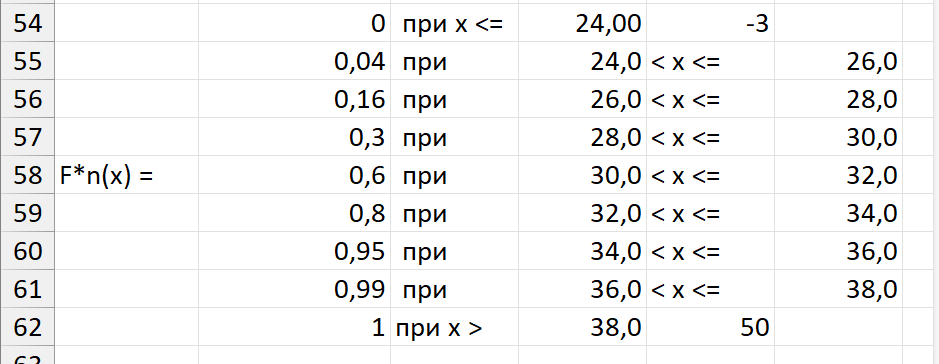 54 0 при x <= 24,00 -3
55 0,04 при 24,0 < x <= 26,0
56 0,16 при 26,0 < x <= 28,0
57 0,3 при 28,0 < x <= 30,0
58 F*n(x) = 0,6 при 30,0 < x <= 32,0
59 0,8 при 32,0 < x <= 34,0
60 0,95 при 34,0 < x <= 36,0
61 0,99 при 36,0 < x <= 38,0
62 1 при x > 38,0 50